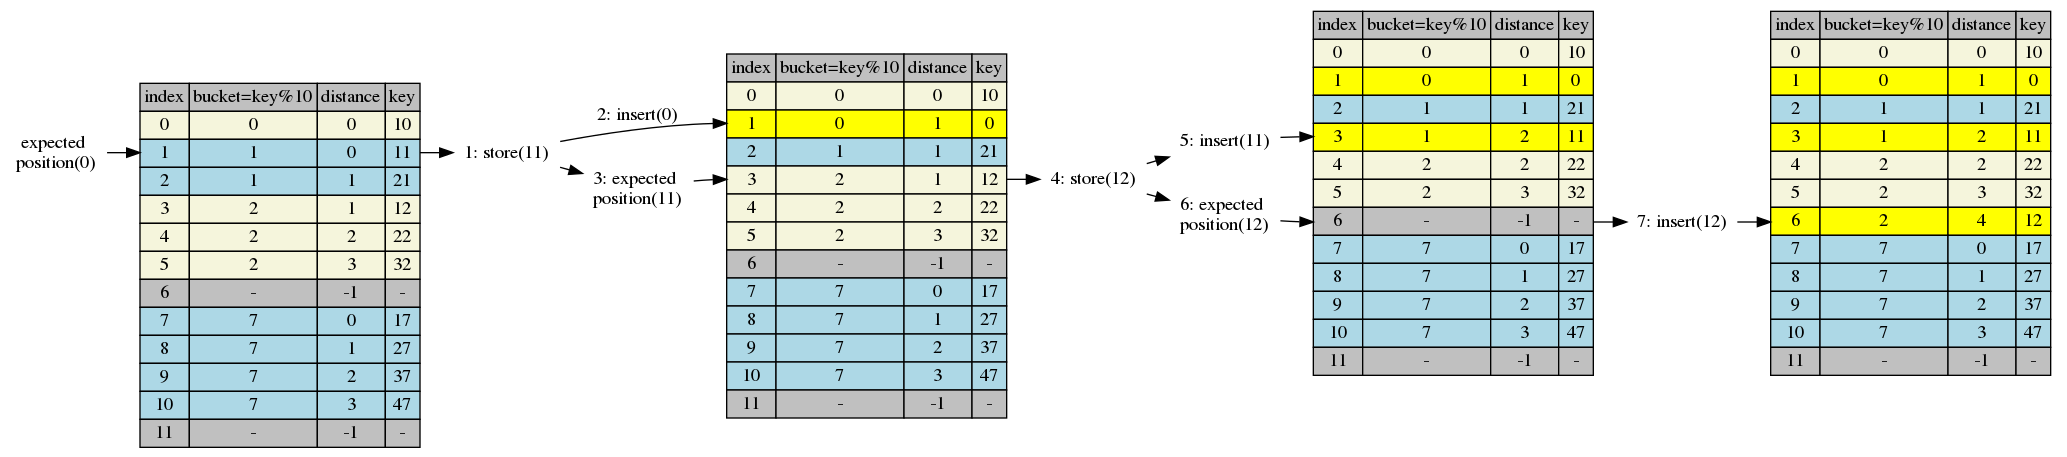 expected
position(0)
index bucket=key%10 distance key
0 0 0 10
1 1 0 11
2 1 1 21
3 2 1 12
4 2 2 22
5 2 3 32
6 - -1 -
7 7 0 17
8 7 1 27
9 7 2 37
10 7 3 47
11 - -1 -
1: store(11)
2: insert(0)
3: expected
position(11)
index bucket=key%10 distance key
0 0 0 10
1 0 1 0
2 1 1 21
3 2 1 12
4 2 2 22
5 2 3 32
6 - -1 -
7 7 0 17
8 7 1 27
9 7 2 37
10 7 3 47
11 - -1 -
4: store(12)
5: insert(11)
6: expected
position(12)
index bucket=key%10 distance key
0 0 0 10
1 0 1 0
2 1 1 21
3 1 2 11
4 2 2 22
5 2 3 32
6 - -1 -
7 7 0 17
8 7 1 27
9 7 2 37
10 7 3 47
11 - -1 -
7: insert(12)
index bucket=key%10 distance key
0 0 0 10
1 0 1 0
2 1 1 21
3 1 2 11
4 2 2 22
5 2 3 32
6 2 4 12
7 7 0 17
8 7 1 27
9 7 2 37
10 7 3 47
11 - -1 -